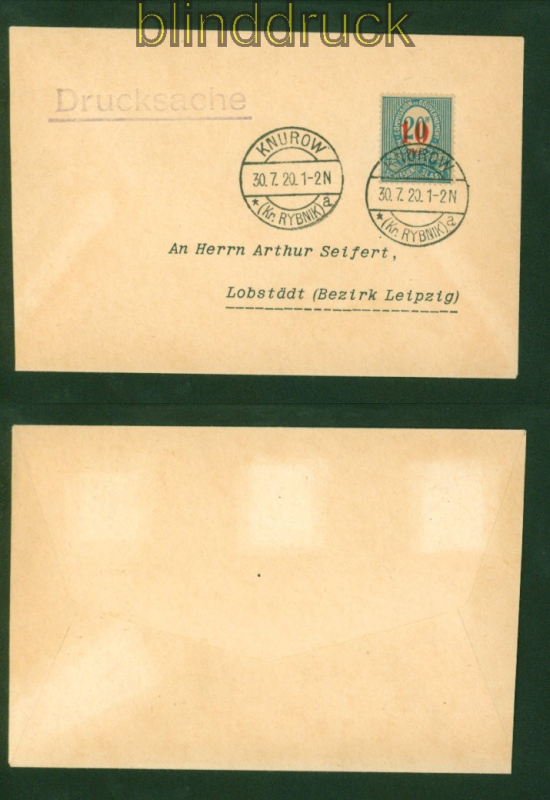 blinddruck
Drucksache
20
10
KNUROW
30.7.20.1-2N
* (Kr. RYBNIK) a
KNUROW
30.7.20.1-2N
* (Kr. RYBNIK) a
An Herrn Arthur Seifert,
Lobstädt (Bezirk Leipzig)